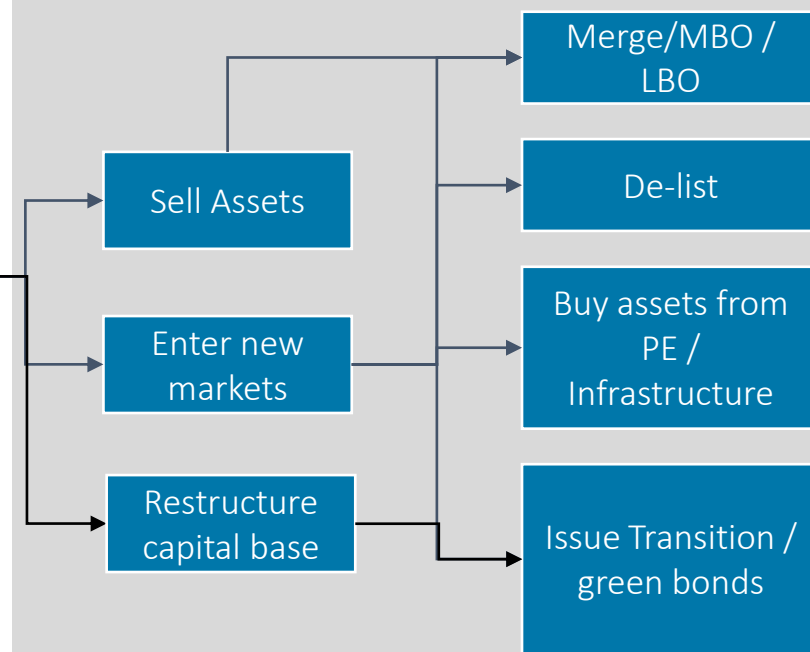 Merge/MBO /
LBO
Sell Assets
De-list
Enter new
markets
Buy assets from
PE /
Infrastructure
Restructure
capital base
Issue Transition /
green bonds